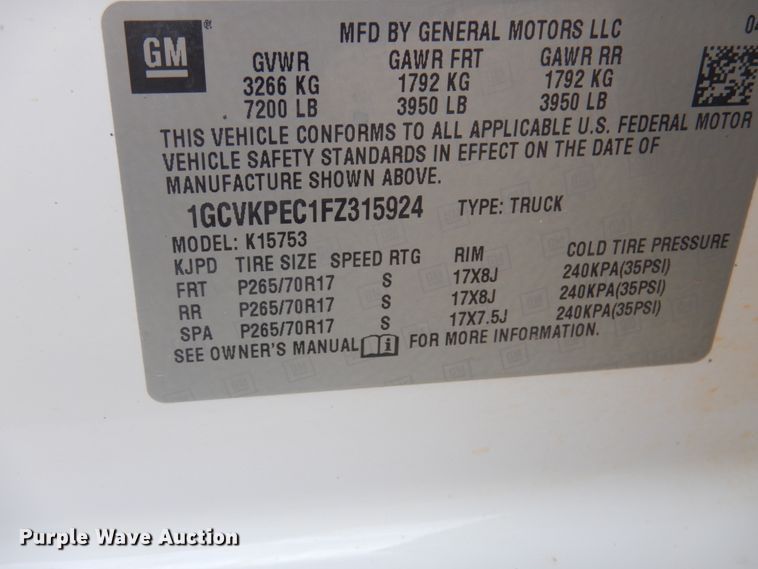 GM
MFD BY GENERAL MOTORS LLC 04
GVWR GAWR FRT GAWR RR
3266 KG 1792 KG 1792 KG
7200 LB 3950 LB 3950 LB
THIS VEHICLE CONFORMS TO ALL APPLICABLE U.S. FEDERAL MOTOR
VEHICLE SAFETY STANDARDS IN EFFECT ON THE DATE OF
MANUFACTURE SHOWN ABOVE.
1GCVKPEC1FZ315924 TYPE: TRUCK
MODEL: K15753
KJPD TIRE SIZE SPEED RTG RIM COLD TIRE PRESSURE
FRT P265/70R17 S 17X8J 240KPA(35PSI)
RR P265/70R17 S 17X8J 240KPA(35PSI)
SPA P265/70R17 S 17X7.5J 240KPA(35PSI)
SEE OWNER'S MANUAL i FOR MORE INFORMATION.
Purple Wave Auction